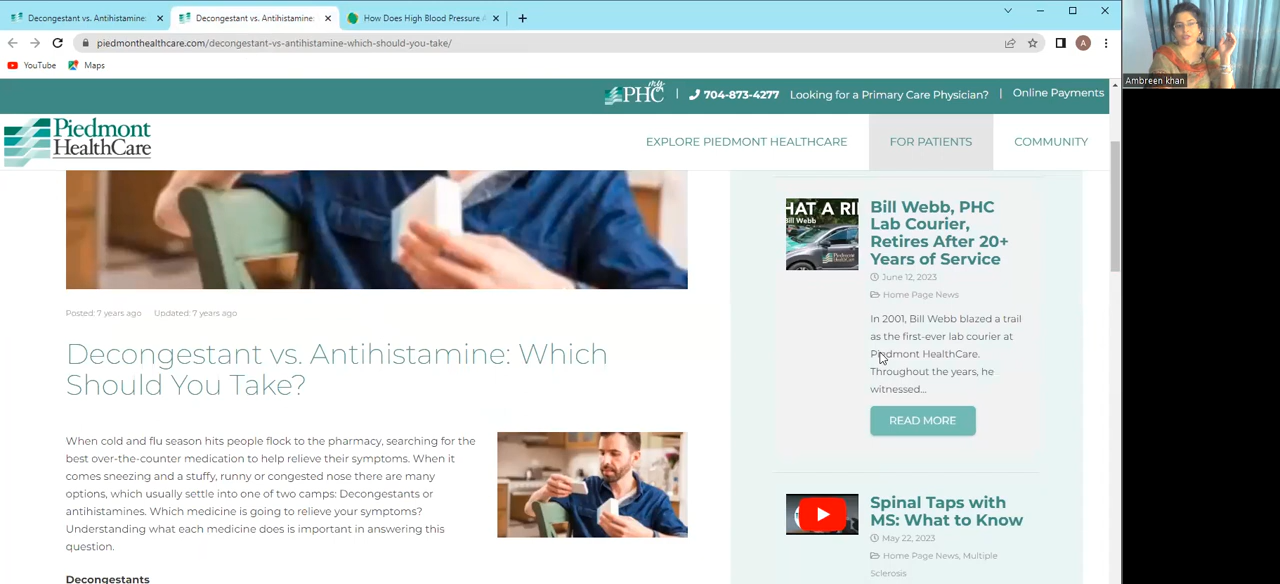 Decongestant vs. Antihistamine:
Decongestant vs. Antihistamine:
How Does High Blood Pressure A
piedmonthealthcare.com/decongestant-vs-antihistamine-which-should-you-take/
A
YouTube
Maps
my
PHC
704-873-4277
Looking for a Primary Care Physician?
Online Payments
Piedmont
HealthCare
EXPLORE PIEDMONT HEALTHCARE
FOR PATIENTS
COMMUNITY
Posted: 7 years ago
Updated: 7 years ago
Decongestant vs. Antihistamine: Which
Should You Take?
When cold and flu season hits people flock to the pharmacy, searching for the
best over-the-counter medication to help relieve their symptoms. When it
comes sneezing and a stuffy, runny or congested nose there are many
options, which usually settle into one of two camps: Decongestants or
antihistamines. Which medicine is going to relieve your symptoms?
Understanding what each medicine does is important in answering this
question.
Decongestants
HAT A RI
Bill Webb
Bill Webb, PHC
Lab Courier,
Retires After 20+
Years of Service
June 12, 2023
Home Page News
In 2001, Bill Webb blazed a trail
as the first-ever lab courier at
Piedmont HealthCare.
Throughout the years, he
witnessed...
READ MORE
Spinal Taps with
MS: What to Know
May 22, 2023
Home Page News, Multiple
Sclerosis
Ambreen khan